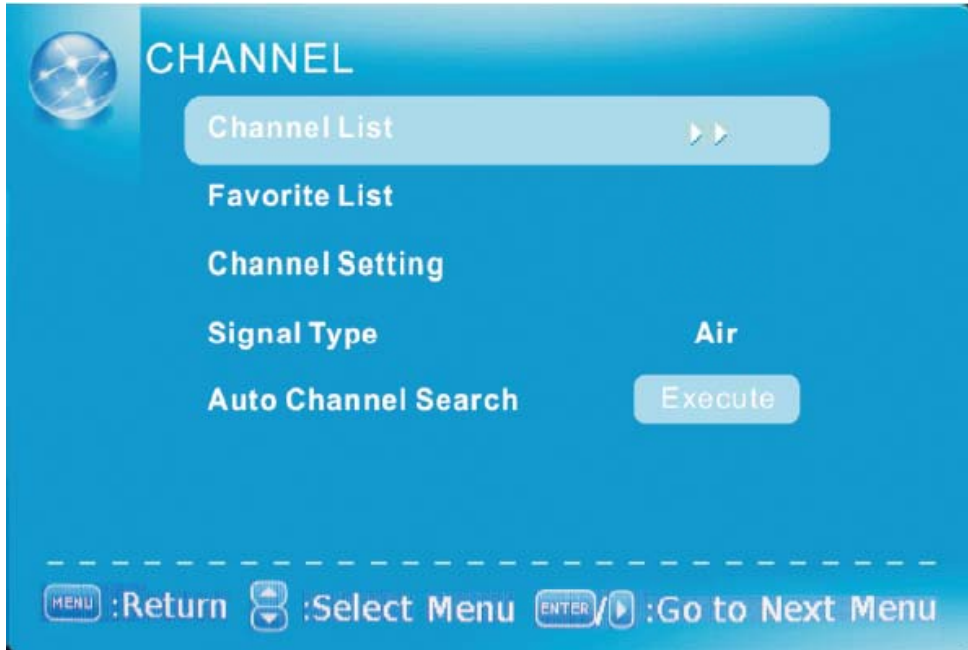 CHANNEL
Channel List
Favorite List
Channel Setting
Signal Type Air
Auto Channel Search Execute
MENU :Return :Select Menu ENTER/ :Go to Next Menu